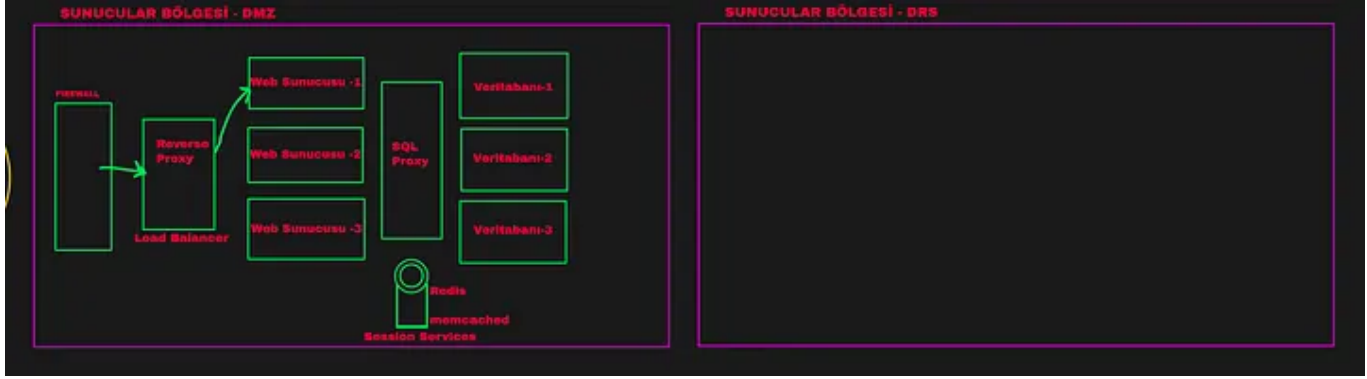 SUNUCULAR BÖLGESİ - DMZ
SUNUCULAR BÖLGESİ - DRS
FIREWALL
Reverse
Proxy
Load Balancer
Web Sunucusu -1
Web Sunucusu -2
Web Sunucusu -3
SQL
Proxy
Veritabanı-1
Veritabanı-2
Veritabanı-3
Redis
memcached
Session Services